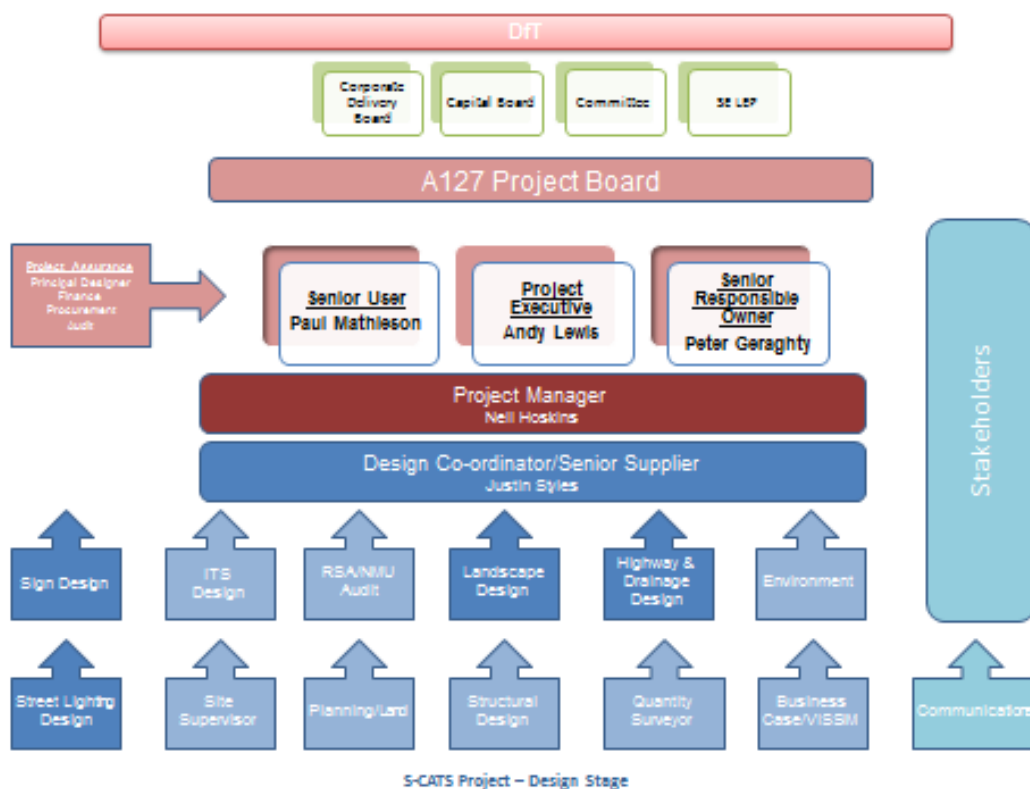 DfT
Corporate
Delivery
Board
Capital Board
Committee
SE LEP
A127 Project Board
Project Assurance
Principal Designer
Finance
Procurement
Audit
Senior User
Paul Mathieson
Project
Executive
Andy Lewis
Senior
Responsible
Owner
Peter Geraghty
Project Manager
Neil Hoskins
Design Co-ordinator/Senior Supplier
Justin Styles
Stakeholders
Sign Design
ITS
Design
RSA/NMU
Audit
Landscape
Design
Highway &
Drainage
Design
Environment
Street Lighting
Design
Site
Supervisor
Planning/Land
Structural
Design
Quantity
Surveyor
Business
Case/VISSIM
Communications
S-CATS Project – Design Stage